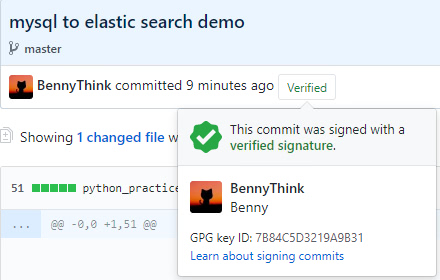 mysql to elastic search demo
master
BennyThink committed 9 minutes ago Verified
This commit was signed with a
verified signature.
Showing 1 changed file
BennyThink
Benny
51 python_practice
GPG key ID: 7B84C5D3219A9B31
... @@ -0,0 +1,51 @@
Learn about signing commits